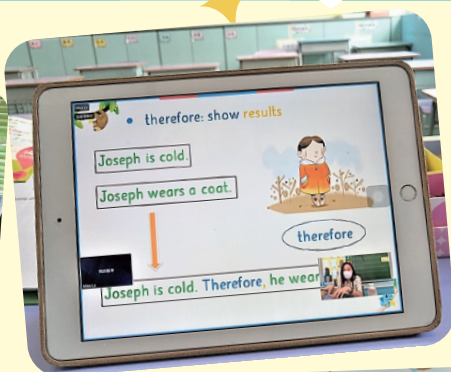 • therefore: show results
Joseph is cold.
Joseph wears a coat.
therefore
Joseph is cold. Therefore, he wear